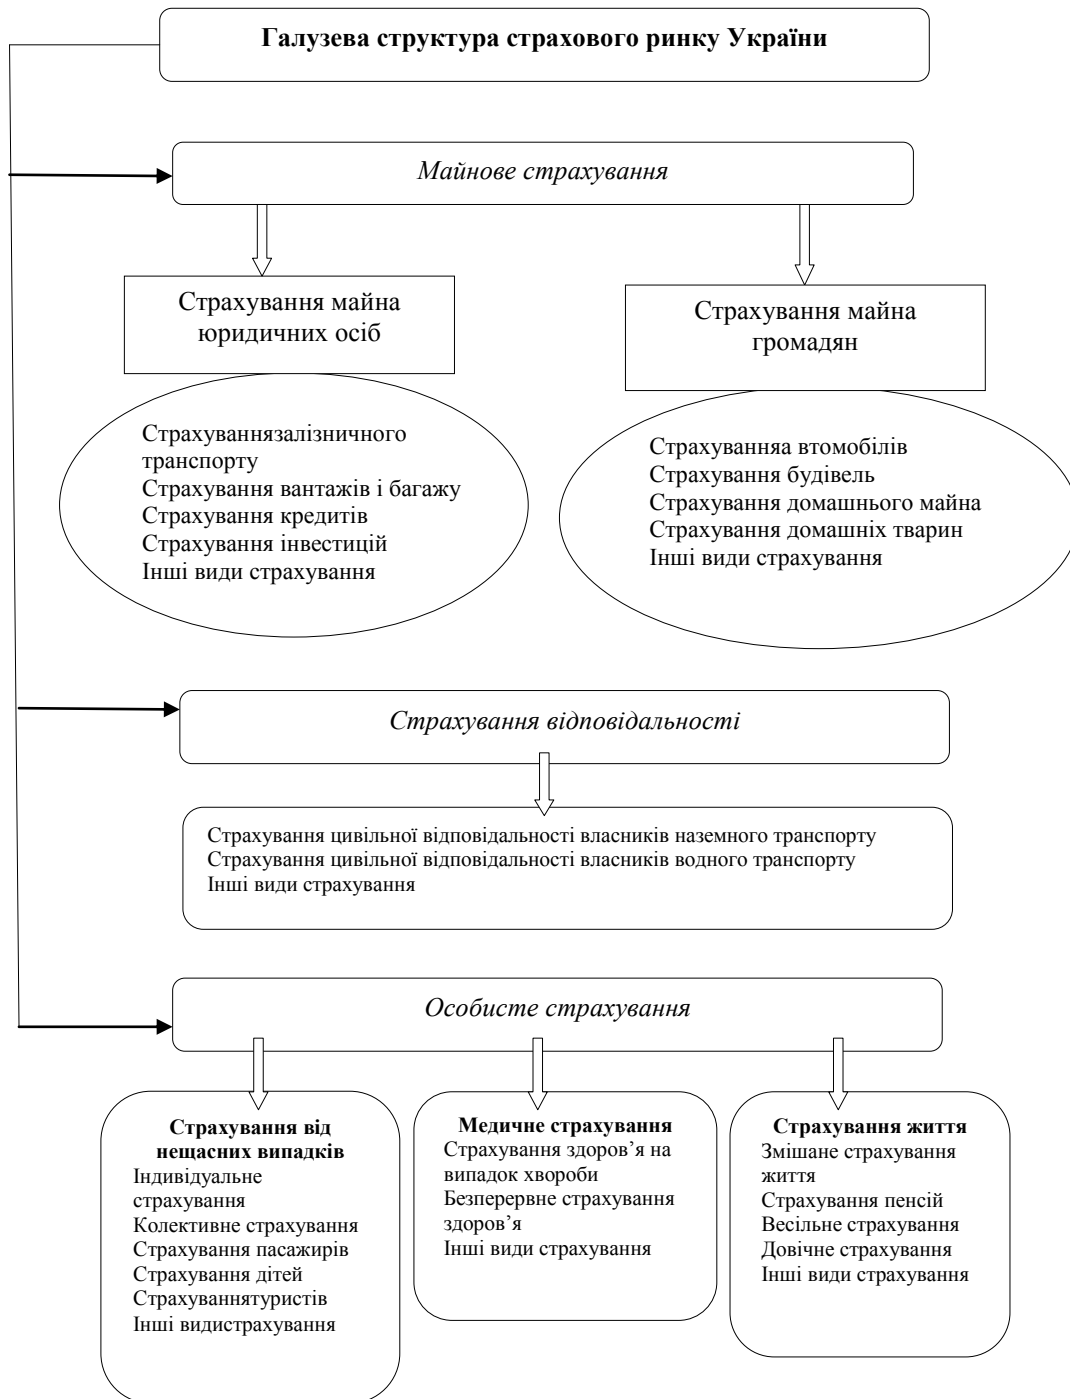 Галузева структура страхового ринку України
Майнове страхування
Страхування майна
юридичних осіб
Страхування майна
громадян
Страхуваннязалізничного
транспорту
Страхування вантажів і багажу
Страхування кредитів
Страхування інвестицій
Інші види страхування
Страхуванняа втомобілів
Страхування будівель
Страхування домашнього майна
Страхування домашніх тварин
Інші види страхування
Страхування відповідальності
Страхування цивільної відповідальності власників наземного транспорту
Страхування цивільної відповідальності власників водного транспорту
Інші види страхування
Особисте страхування
Страхування від
нещасних випадків
Індивідуальне
страхування
Колективне страхування
Страхування пасажирів
Страхування дітей
Страхуваннятуристів
Інші видистрахування
Медичне страхування
Страхування здоров’я на
випадок хвороби
Безперервне страхування
здоров’я
Інші види страхування
Страхування життя
Змішане страхування
життя
Страхування пенсій
Весільне страхування
Довічне страхування
Інші види страхування